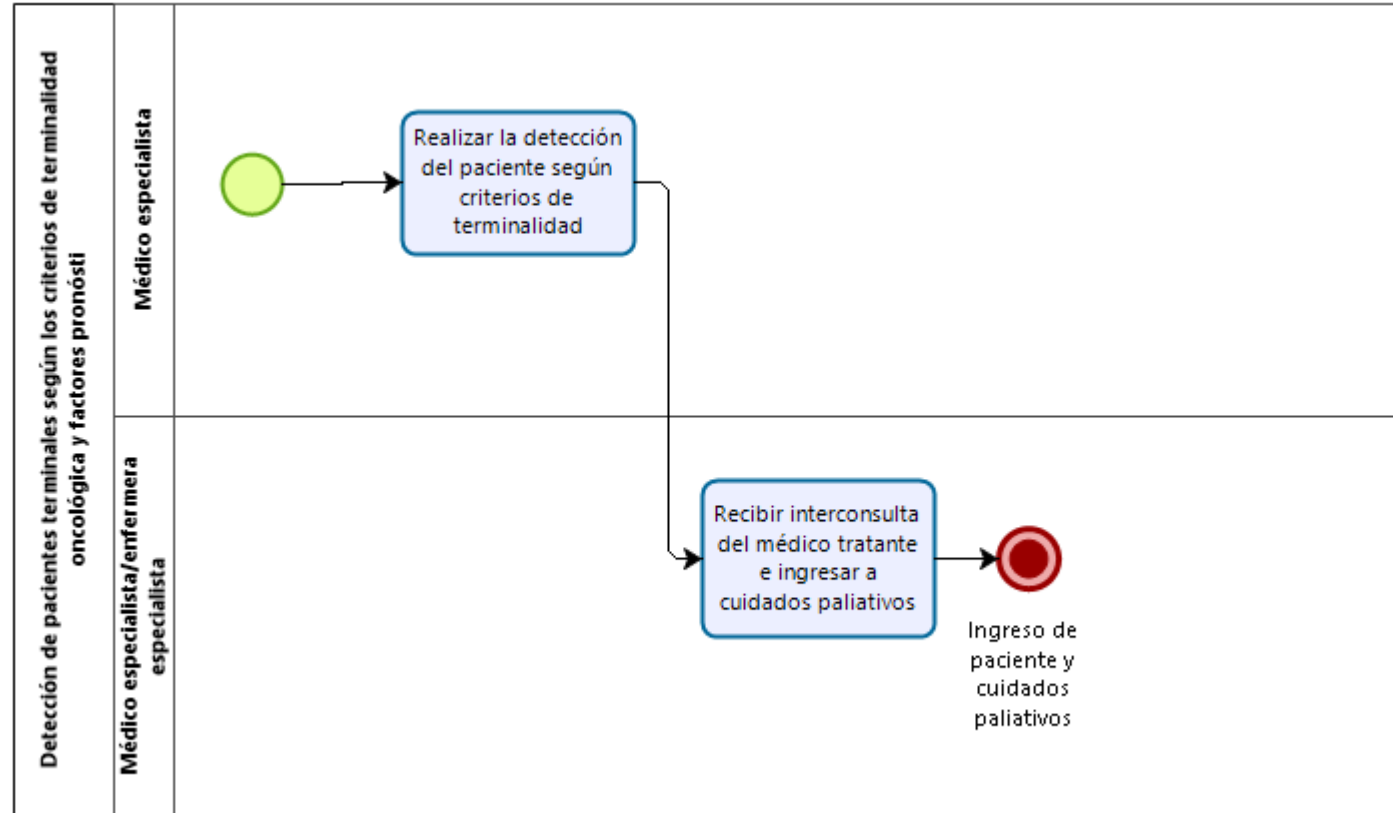 Detección de pacientes terminales según los criterios de terminalidad
oncológica y factores pronósti
Médico especialista
Realizar la detección
del paciente según
criterios de
terminalidad
Médico especialista/enfermera
especialista
Recibir interconsulta
del médico tratante
e ingresar a
cuidados paliativos
Ingreso de
paciente y
cuidados
paliativos